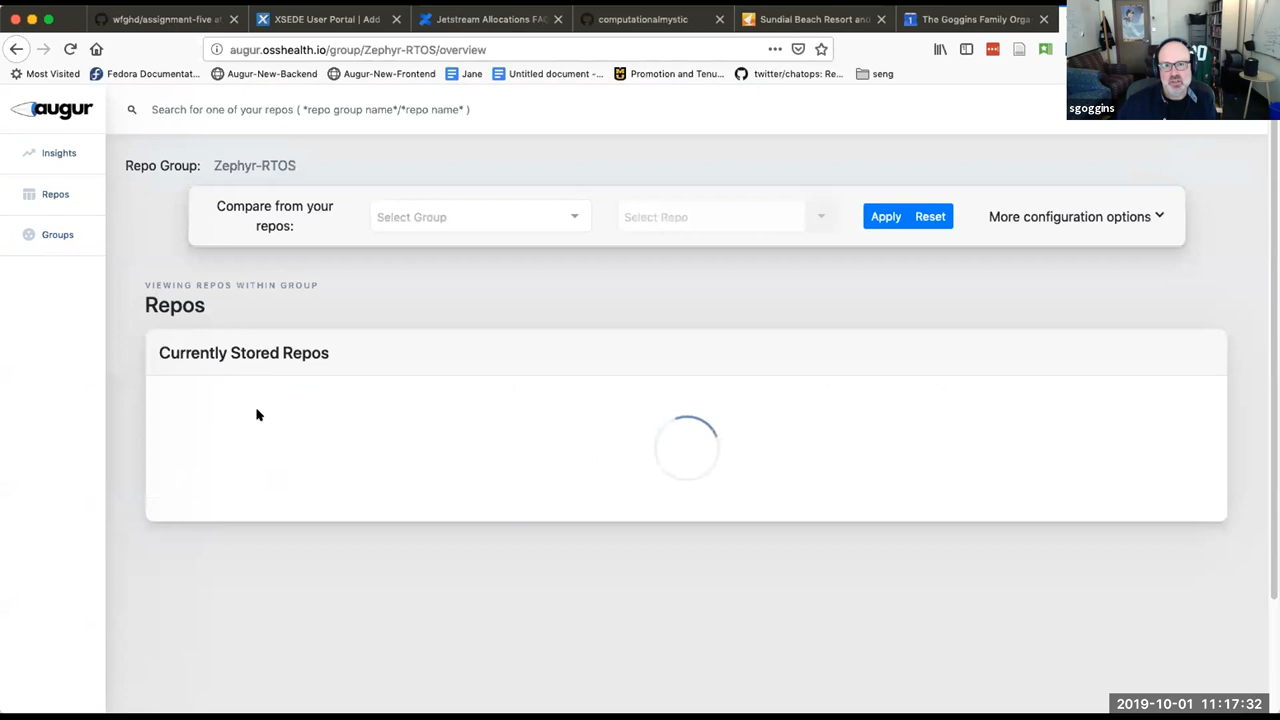 wfghd/assignment-five at
XSEDE User Portal | Add
Jetstream Allocations FAQ
computationalmystic
Sundial Beach Resort and
The Goggins Family Orga
augur.osshealth.io/group/Zephyr-RTOS/overview
Most Visited
Fedora Documentat...
Augur-New-Backend
Augur-New-Frontend
Jane
Untitled document -...
Promotion and Tenu...
twitter/chatops: Re...
seng
sgoggins
augur
Search for one of your repos ( *repo group name*/*repo name* )
Insights
Repos
Groups
Repo Group: Zephyr-RTOS
Compare from your
repos:
Select Group
Select Repo
Apply
Reset
More configuration options
VIEWING REPOS WITHIN GROUP
Repos
Currently Stored Repos
2019-10-01 11:17:32